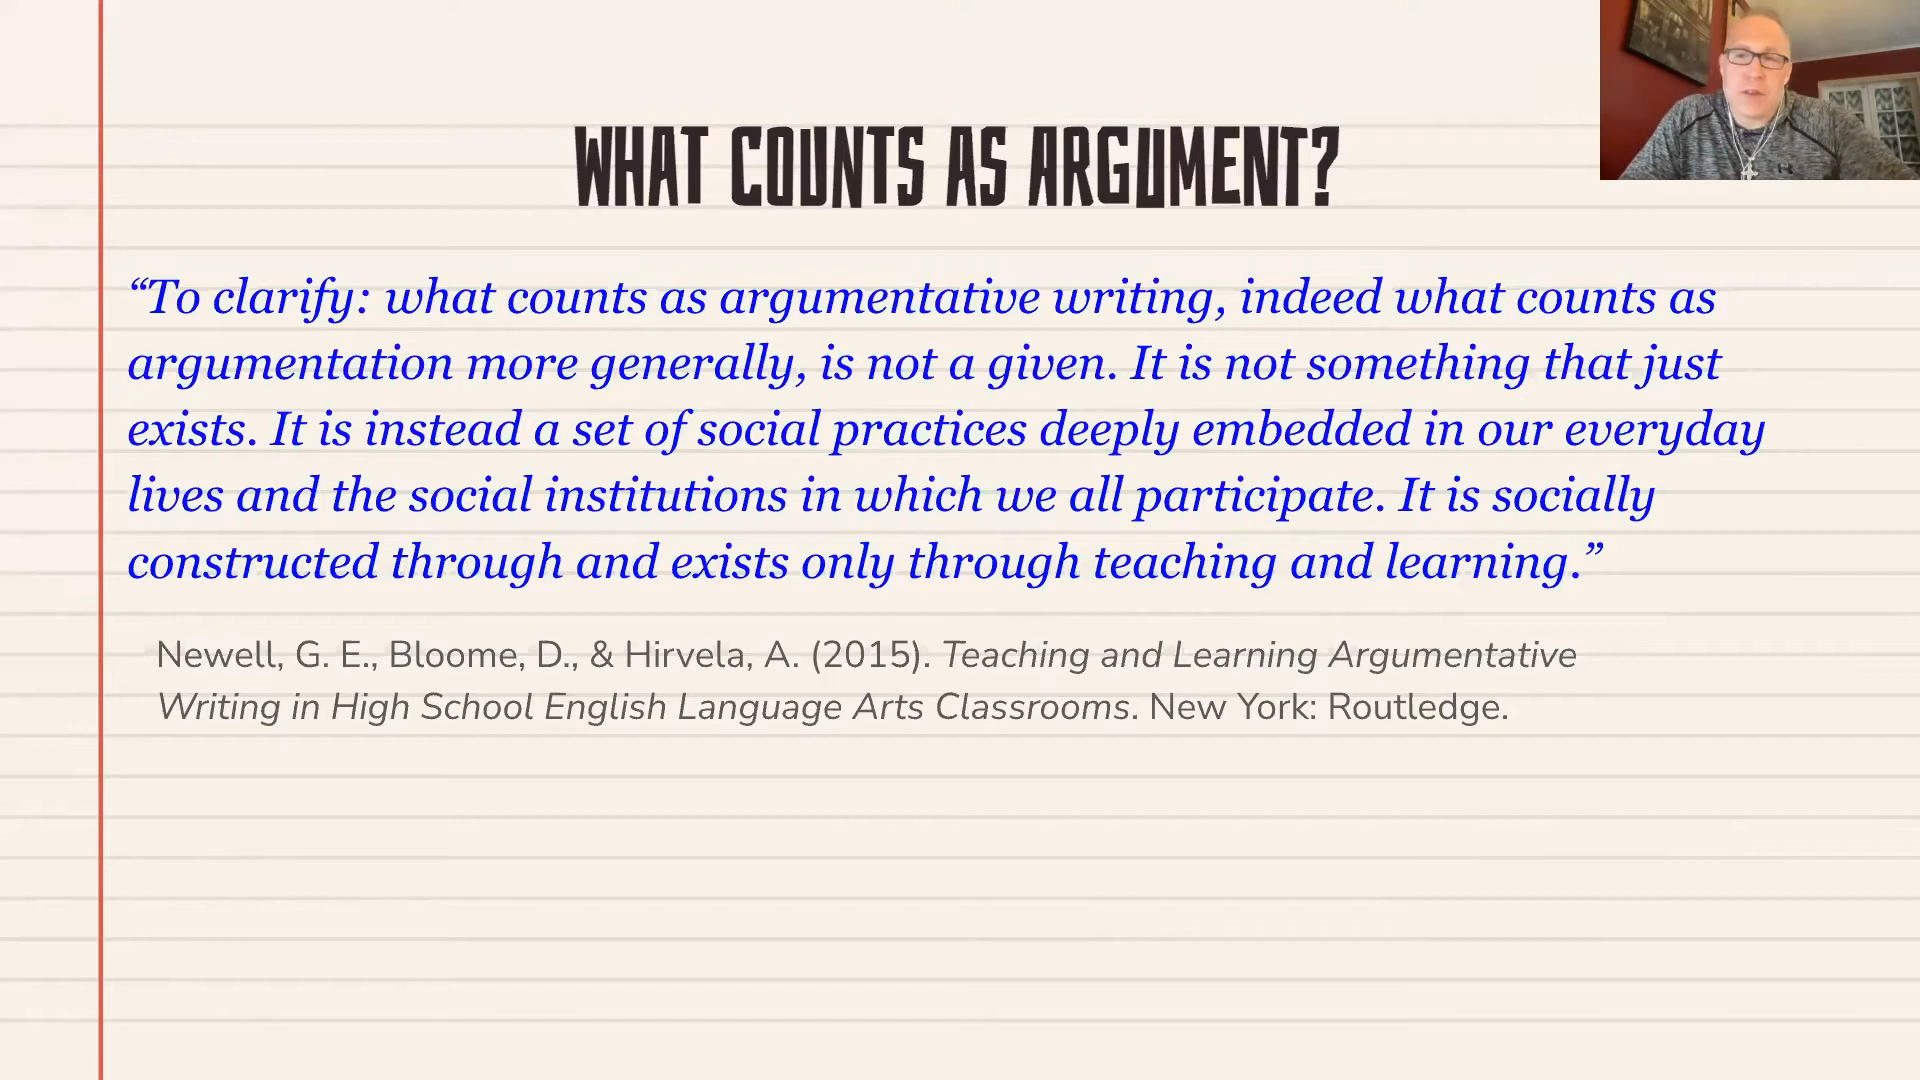 WHAT COUNTS AS ARGUMENT?
“To clarify: what counts as argumentative writing, indeed what counts as
argumentation more generally, is not a given. It is not something that just
exists. It is instead a set of social practices deeply embedded in our everyday
lives and the social institutions in which we all participate. It is socially
constructed through and exists only through teaching and learning.”
Newell, G. E., Bloome, D., & Hirvela, A. (2015). Teaching and Learning Argumentative
Writing in High School English Language Arts Classrooms. New York: Routledge.